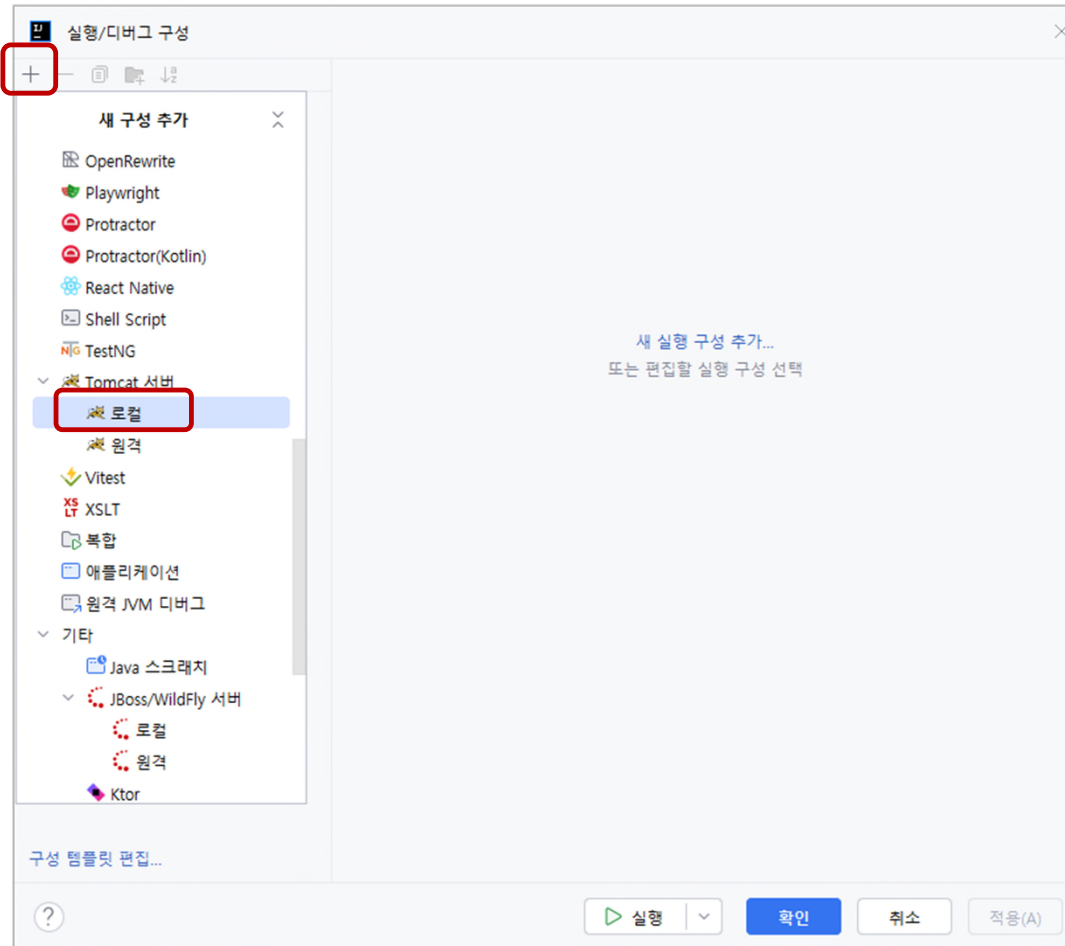 실행/디버그 구성
새 구성 추가
OpenRewrite
Playwright
Protractor
Protractor(Kotlin)
React Native
Shell Script
TestNG
Tomcat 서버
로컬
원격
Vitest
XSLT
복합
애플리케이션
원격 JVM 디버그
기타
Java 스크래치
JBoss/WildFly 서버
로컬
원격
Ktor
새 실행 구성 추가...
또는 편집할 실행 구성 선택
구성 템플릿 편집...
? 실행 확인 취소 적용(A)